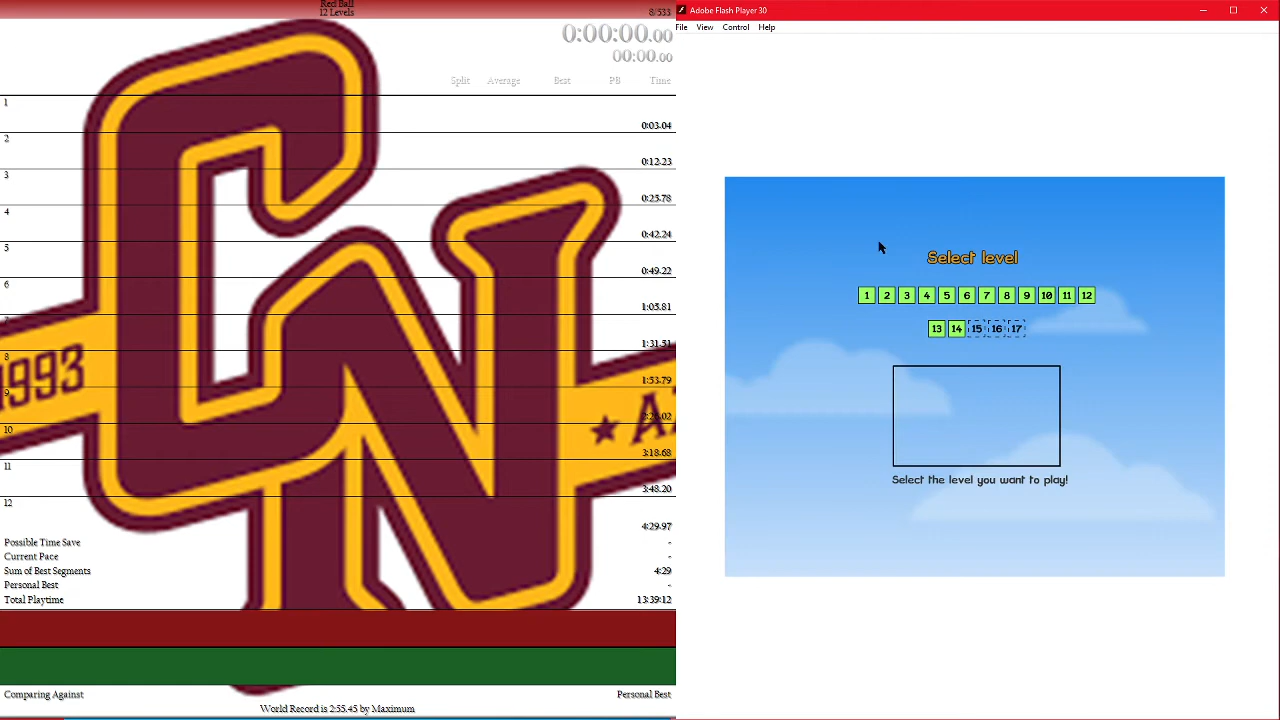 Red Ball
12 Levels
8/533
0:00:00.00
00:00.00
Split Average Best PB Time
1
0:03.04
2
0:12.23
3
0:25.78
4
0:42.24
5
0:49.22
6
1:05.81
1:31.51
8
1:53.79
9
10
3:18.68
11
3:48.20
12
4:29.97
1993
CN
★ A
Possible Time Save -
Current Pace -
Sum of Best Segments 4:29
Personal Best -
Total Playtime 13:39:12
Comparing Against Personal Best
World Record is 2:55.45 by Maximum
Adobe Flash Player 30
File View Control Help
Select level
1 2 3 4 5 6 7 8 9 10 11 12
13 14 15 16 17
Select the level you want to play!